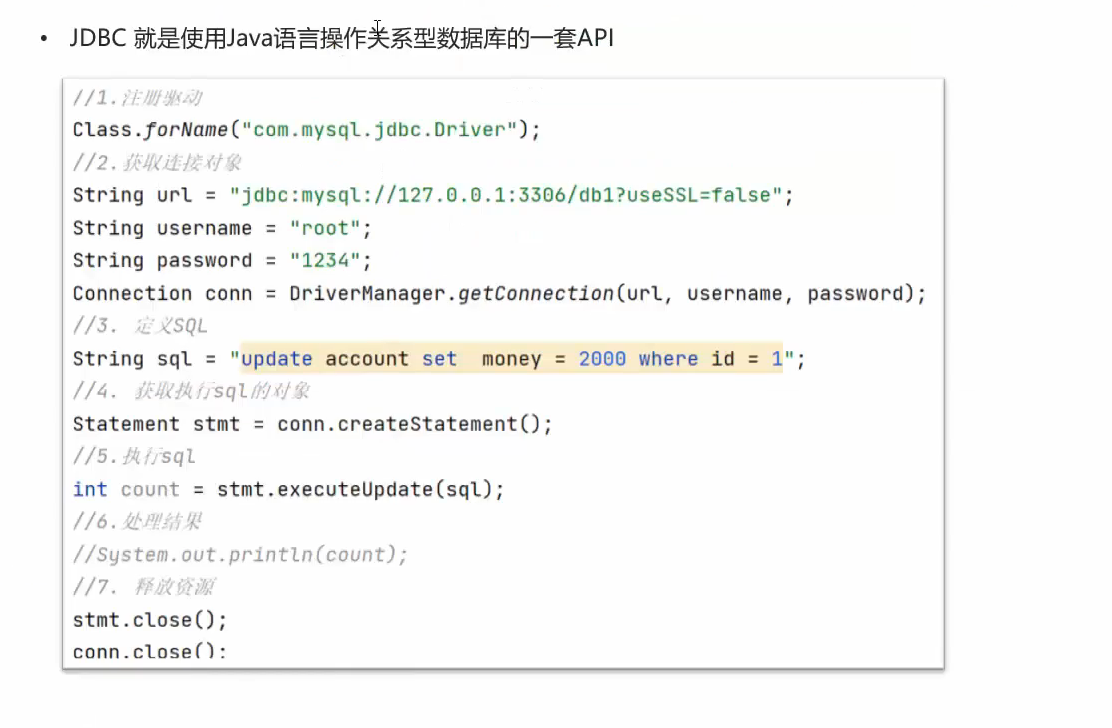 • JDBC 就是使用Java语言操作关系型数据库的一套API
//1.注册驱动
Class.forName("com.mysql.jdbc.Driver");
//2.获取连接对象
String url = "jdbc:mysql://127.0.0.1:3306/db1?useSSL=false";
String username = "root";
String password = "1234";
Connection conn = DriverManager.getConnection(url, username, password);
//3. 定义SQL
String sql = "update account set  money = 2000 where id = 1";
//4. 获取执行sql的对象
Statement stmt = conn.createStatement();
//5.执行sql
int count = stmt.executeUpdate(sql);
//6.处理结果
//System.out.println(count);
//7. 释放资源
stmt.close();
conn.close();